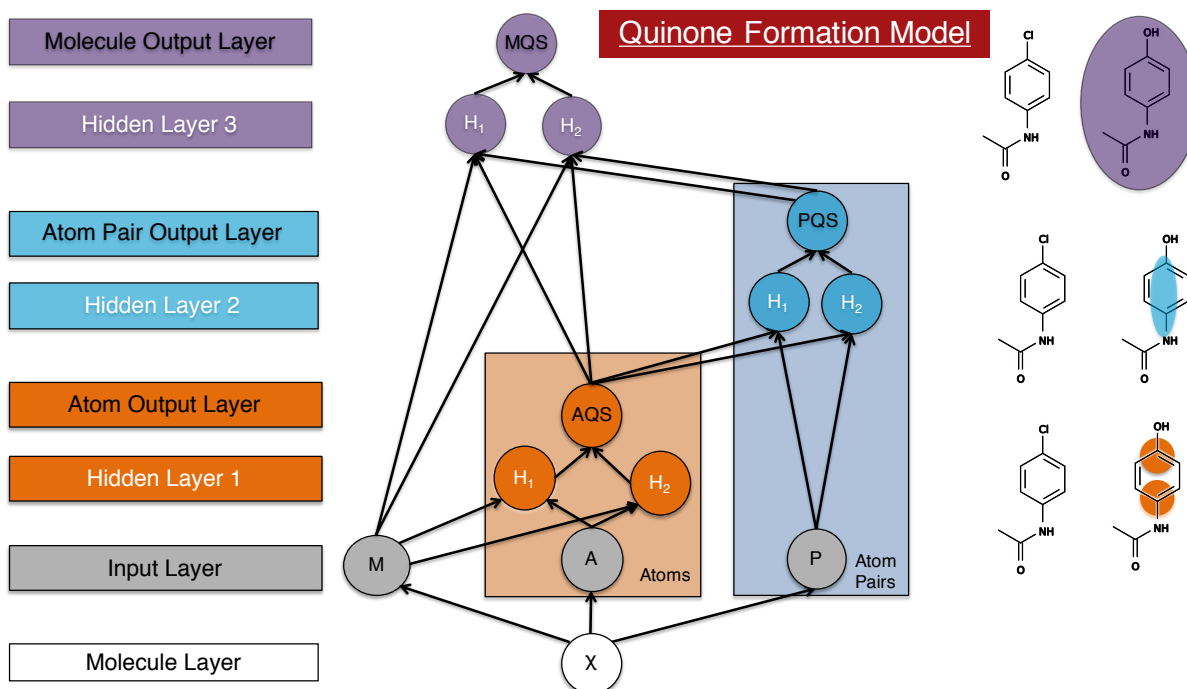 Quinone Formation Model
Molecule Output Layer
Hidden Layer 3
Atom Pair Output Layer
Hidden Layer 2
Atom Output Layer
Hidden Layer 1
Input Layer
Molecule Layer
MQS
H₁
H₂
PQS
H₁
H₂
AQS
H₁
H₂
M
A
P
Atoms
Atom
Pairs
X
Cl
NH
O
OH
NH
O
Cl
NH
O
OH
NH
O
Cl
NH
O
OH
NH
O